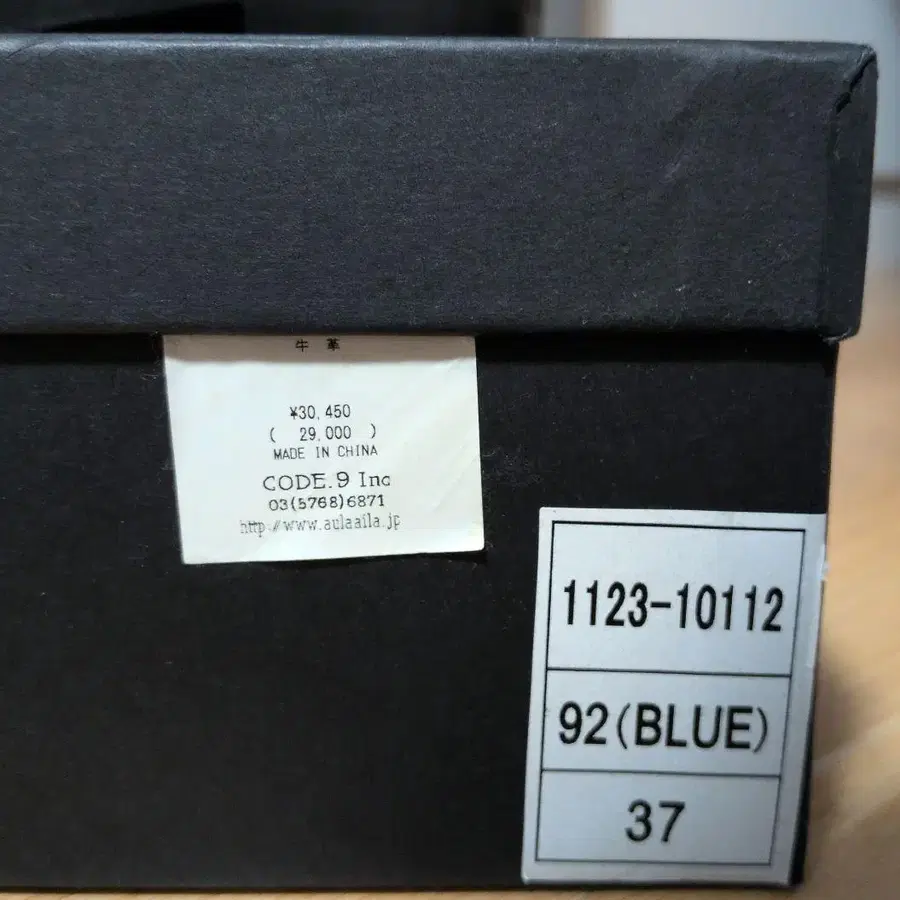 牛 革
¥30,450
( 29,000 )
MADE IN CHINA
CODE.9 Inc
03(5768)6871
http://www.aulaaila.jp
1123-10112
92(BLUE)
37